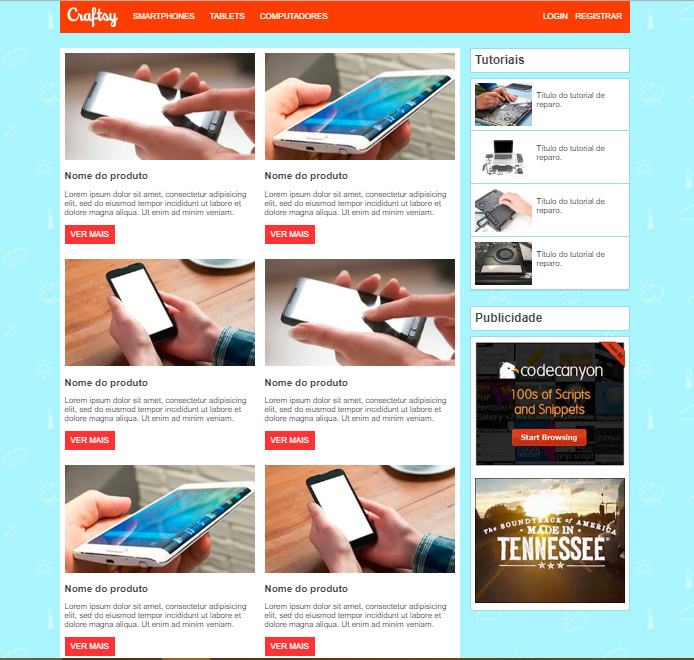 Craftsy SMARTPHONES TABLETS COMPUTADORES LOGIN REGISTRAR
Nome do produto
Lorem ipsum dolor sit amet, consectetur adipisicing
elit, sed do eiusmod tempor incididunt ut labore et
dolore magna aliqua. Ut enim ad minim veniam.
VER MAIS
Nome do produto
Lorem ipsum dolor sit amet, consectetur adipisicing
elit, sed do eiusmod tempor incididunt ut labore et
dolore magna aliqua. Ut enim ad minim veniam.
VER MAIS
Nome do produto
Lorem ipsum dolor sit amet, consectetur adipisicing
elit, sed do eiusmod tempor incididunt ut labore et
dolore magna aliqua. Ut enim ad minim veniam.
VER MAIS
Nome do produto
Lorem ipsum dolor sit amet, consectetur adipisicing
elit, sed do eiusmod tempor incididunt ut labore et
dolore magna aliqua. Ut enim ad minim veniam.
VER MAIS
Nome do produto
Lorem ipsum dolor sit amet, consectetur adipisicing
elit, sed do eiusmod tempor incididunt ut labore et
dolore magna aliqua. Ut enim ad minim veniam.
VER MAIS
Nome do produto
Lorem ipsum dolor sit amet, consectetur adipisicing
elit, sed do eiusmod tempor incididunt ut labore et
dolore magna aliqua. Ut enim ad minim veniam.
VER MAIS
Tutoriais
Título do tutorial de
reparo.
Título do tutorial de
reparo.
Título do tutorial de
reparo.
Título do tutorial de
reparo.
Publicidade
codecanyon
100s of Scripts
and Snippets
Start Browsing
The SOUNDTRACK of AMERICA
MADE IN
TENNESSEE